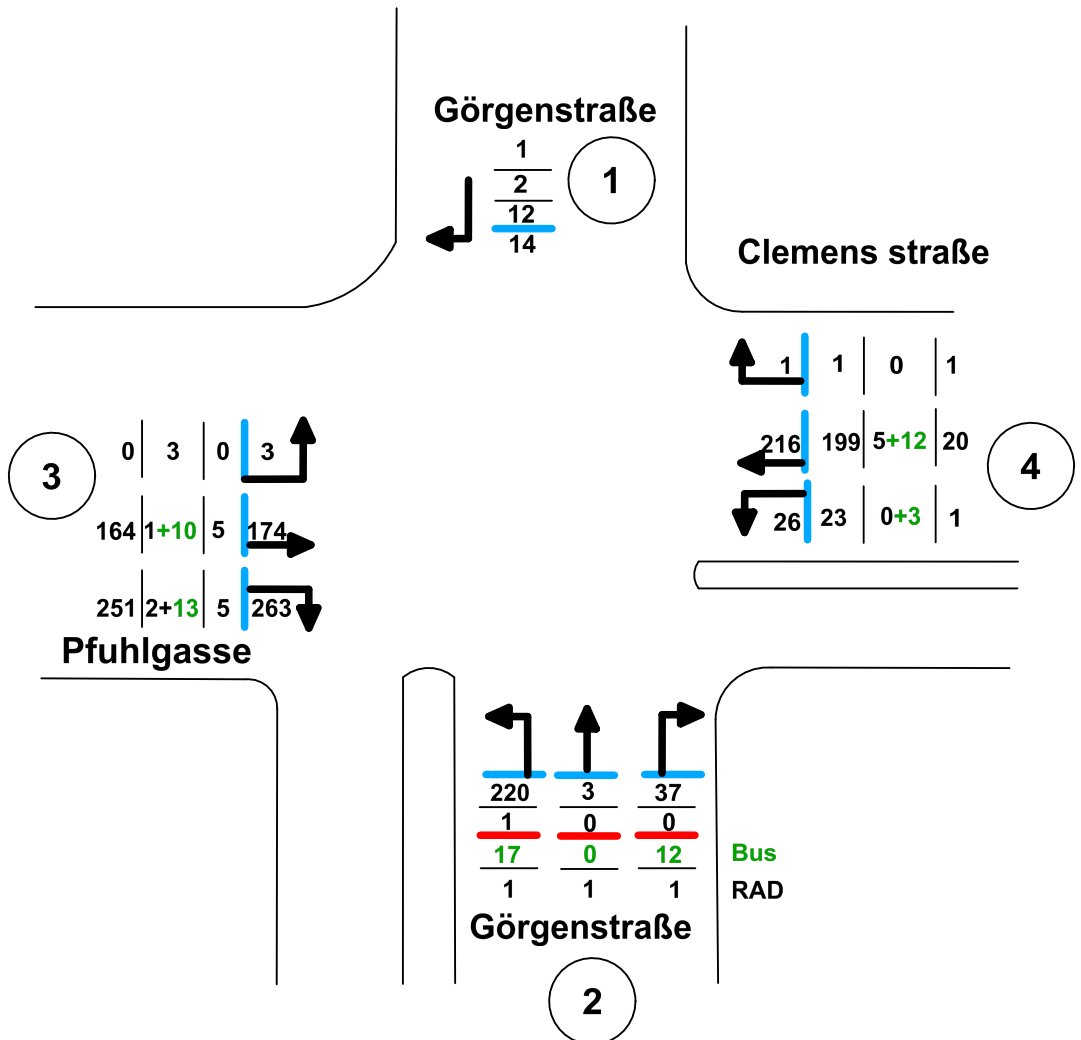 Görgenstraße
1
2
12
14
1
Clemens straße
1 1 0 1
216 199 5+12 20
26 23 0+3 1
4
3
0 3 0 3
164 1+10 5 174
251 2+13 5 263
Pfuhlgasse
220 3 37
1 0 0
17 0 12 Bus
1 1 1 RAD
Görgenstraße
2